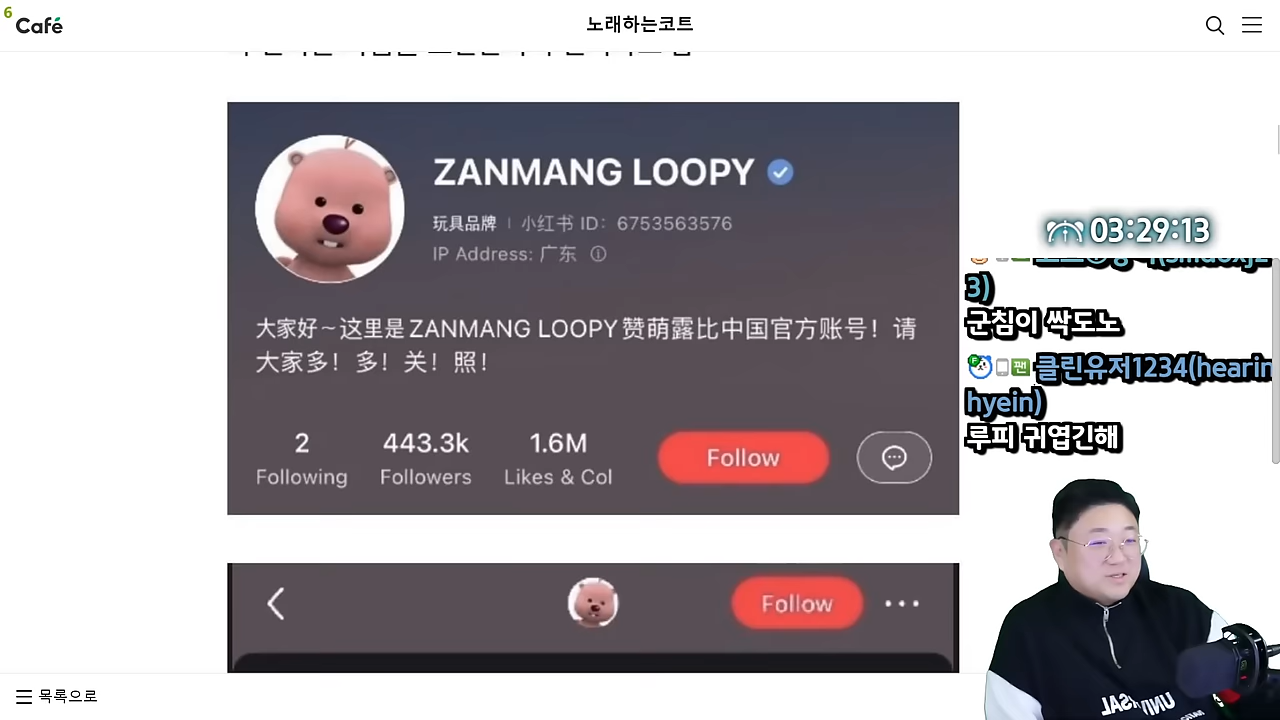 6
Café
노래하는코트
ZANMANG LOOPY
玩具品牌 | 小红书 ID: 6753563576
IP Address: 广东
大家好~这里是ZANMANG LOOPY赞萌露比中国官方账号！请
大家多！多！关！照！
2
443.3k
1.6M
Following
Followers
Likes & Col
Follow
Follow
03:29:13
3)
군침이 싹도노
클린유저1234(hearin
hyein)
루피 귀엽긴해
목록으로